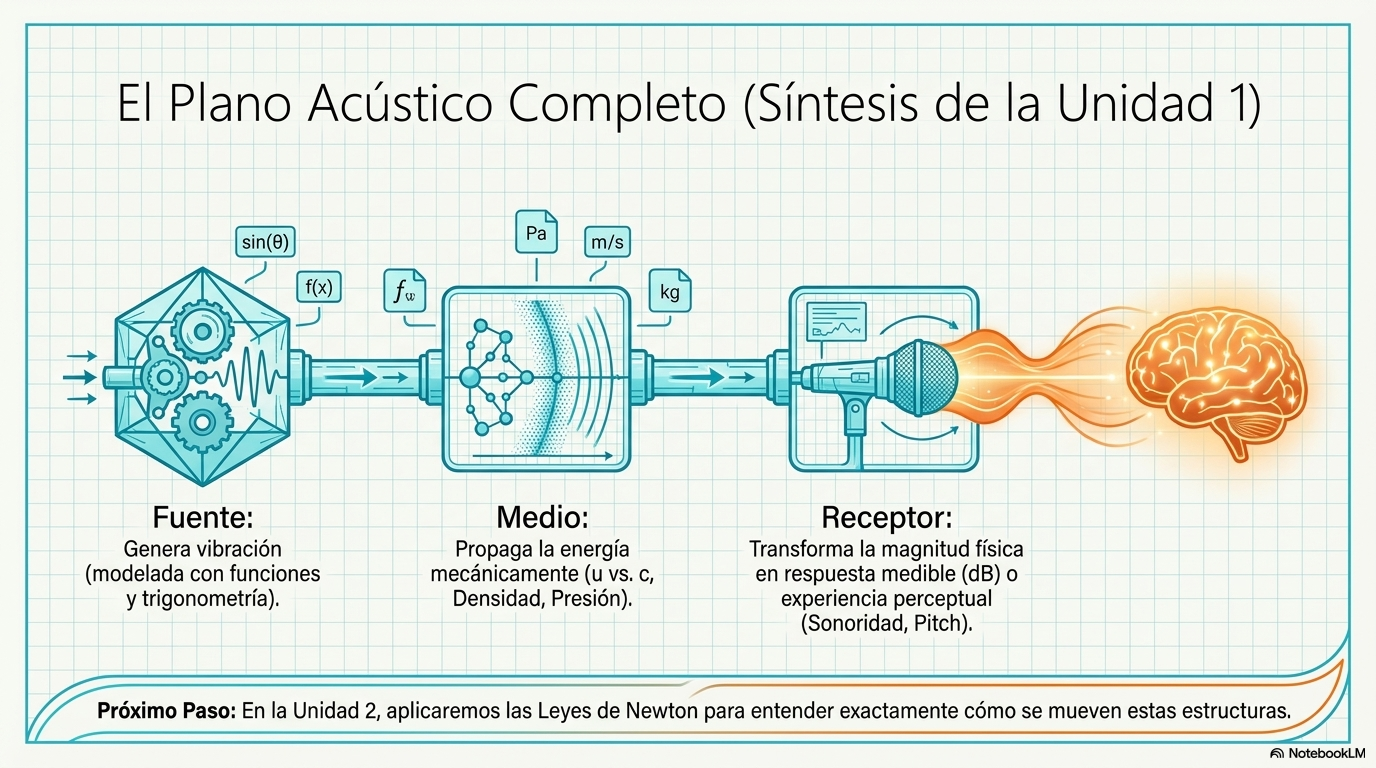 El Plano Acústico Completo (Síntesis de la Unidad 1)
sin(θ)
f(x)
Pa
m/s
kg
Fuente:
Genera vibración
(modelada con funciones
y trigonometría).
Medio:
Propaga la energía
mecánicamente (u vs. c,
Densidad, Presión).
Receptor:
Transforma la magnitud física
en respuesta medible (dB) o
experiencia perceptual
(Sonoridad, Pitch).
Próximo Paso: En la Unidad 2, aplicaremos las Leyes de Newton para entender exactamente cómo se mueven estas estructuras.
NotebookLM